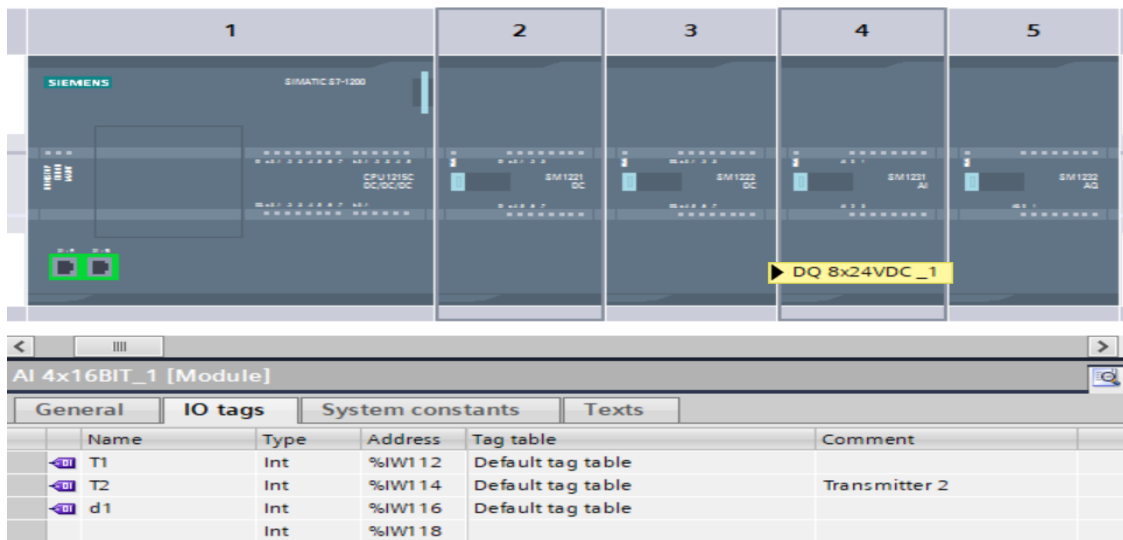 1 2 3 4 5
SIEMENS SIMATIC S7-1200
CPU 1215C
DC/DC/DC
SM 1221
DC
SM 1222
DC
SM 1231
AI
SM 1232
AQ
DQ 8x24VDC _1
AI 4x16BIT_1 [Module]
General IO tags System constants Texts
Name Type Address Tag table Comment
T1 Int %IW112 Default tag table
T2 Int %IW114 Default tag table Transmitter 2
d1 Int %IW116 Default tag table
Int %IW118